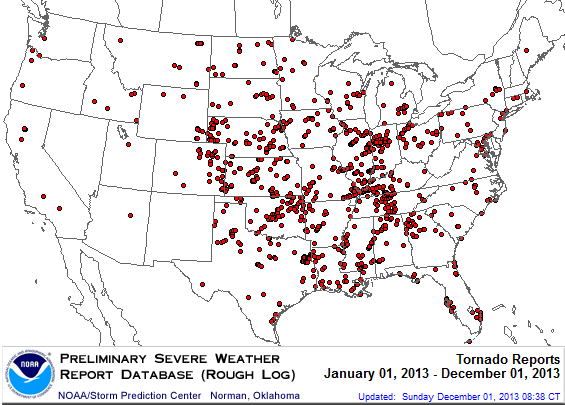 PRELIMINARY SEVERE WEATHER
REPORT DATABASE (ROUGH LOG)
NOAA/Storm Prediction Center Norman, Oklahoma
Tornado Reports
January 01, 2013 - December 01, 2013
Updated: Sunday December 01, 2013 08:38 CT
NOAA